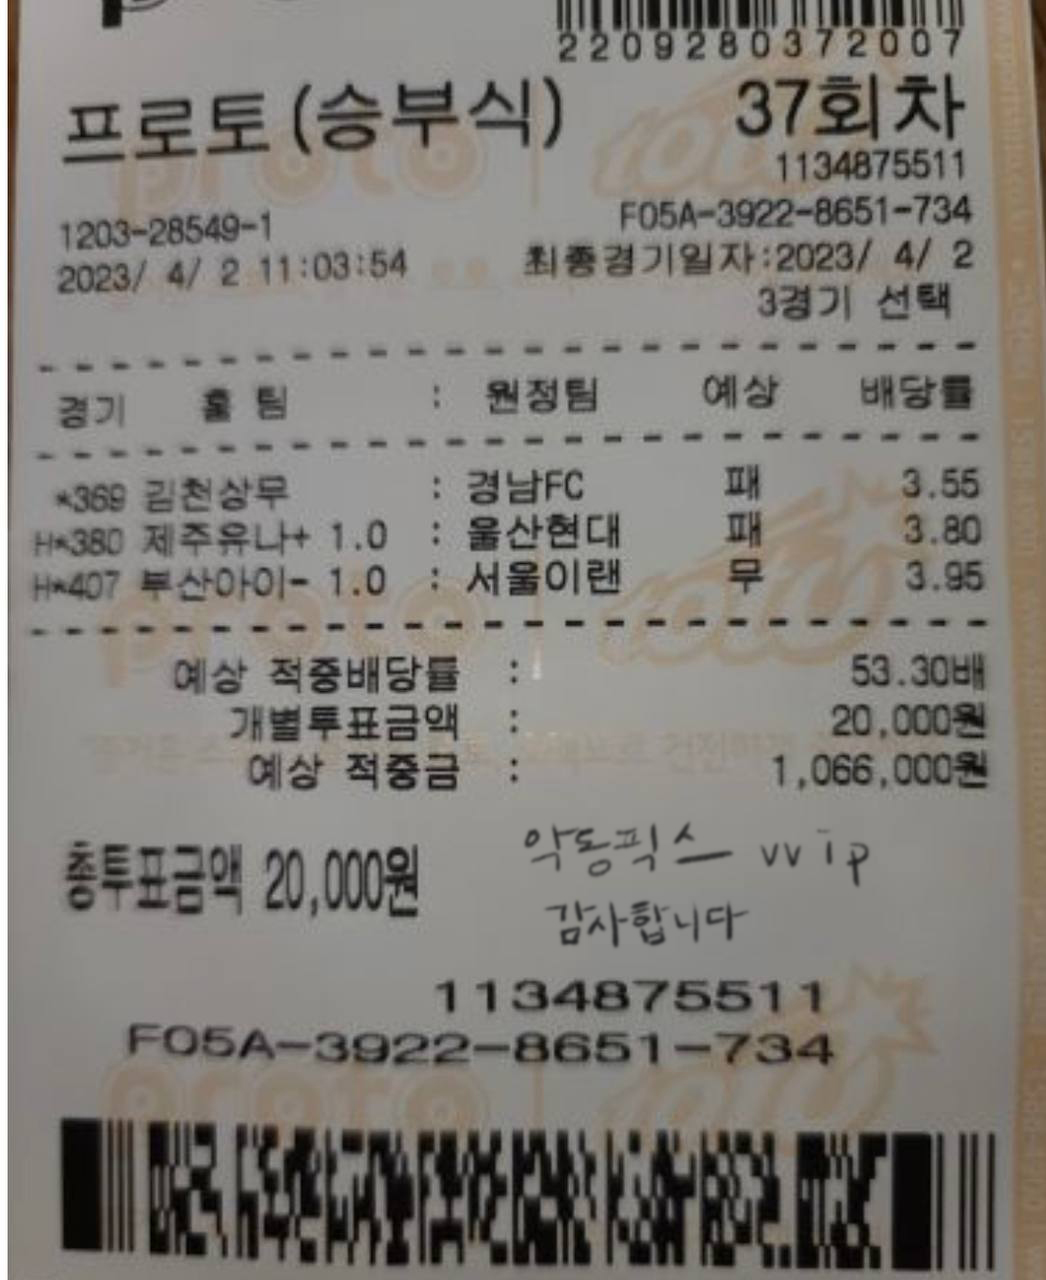 2209280372007
프로토(승부식) 37회차
1134875511
1203-28549-1 F05A-3922-8651-734
2023/ 4/ 2 11:03:54 최종경기일자:2023/ 4/ 2
3경기 선택
경기 홈 팀 : 원정팀 예상 배당률
*369 김천상무 : 경남FC 패 3.55
H*380 제주유나+ 1.0 : 울산현대 패 3.80
H*407 부산아이- 1.0 : 서울이랜 무 3.95
예상 적중배당률 : 53.30배
개별투표금액 : 20,000원
예상 적중금 : 1,066,000원
총투표금액 20,000원
악동픽스 vvip
감사합니다
1134875511
F05A-3922-8651-734